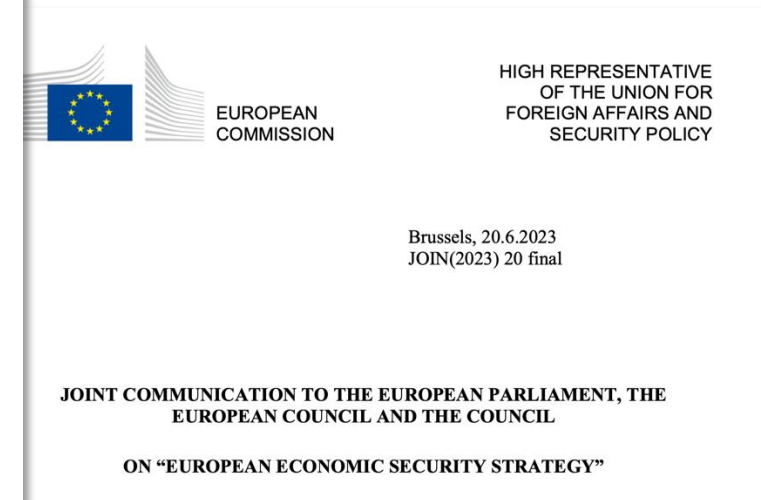 EUROPEAN
COMMISSION
HIGH REPRESENTATIVE
OF THE UNION FOR
FOREIGN AFFAIRS AND
SECURITY POLICY
Brussels, 20.6.2023
JOIN(2023) 20 final
JOINT COMMUNICATION TO THE EUROPEAN PARLIAMENT, THE
EUROPEAN COUNCIL AND THE COUNCIL
ON “EUROPEAN ECONOMIC SECURITY STRATEGY”